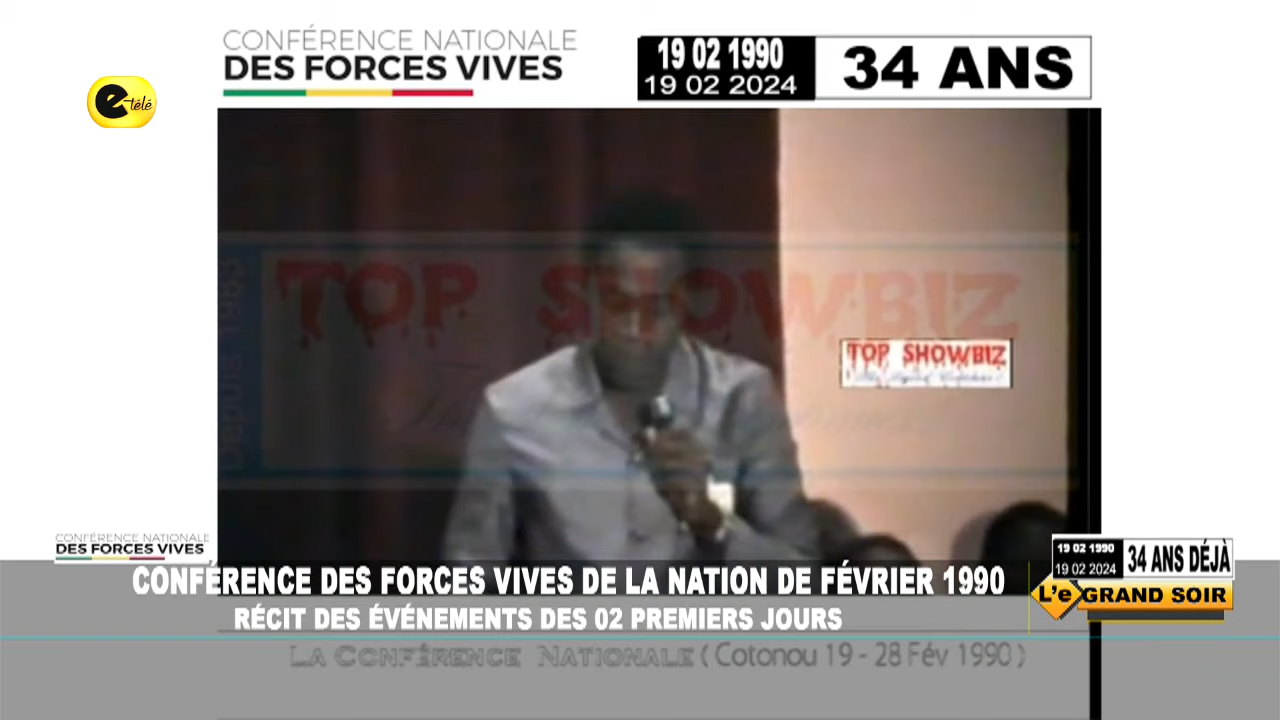 CONFÉRENCE NATIONALE
DES FORCES VIVES
19 02 1990
19 02 2024
34 ANS
e-télé
Depuis 1985
TOP SHOWBIZ
TOP SHOWBIZ
CONFÉRENCE NATIONALE
DES FORCES VIVES
CONFÉRENCE DES FORCES VIVES DE LA NATION DE FÉVRIER 1990
RÉCIT DES ÉVÉNEMENTS DES 02 PREMIERS JOURS
19 02 1990
19 02 2024
34 ANS DÉJÀ
L'e GRAND SOIR
LA CONFÉRENCE NATIONALE (Cotonou 19 - 28 Fév 1990)